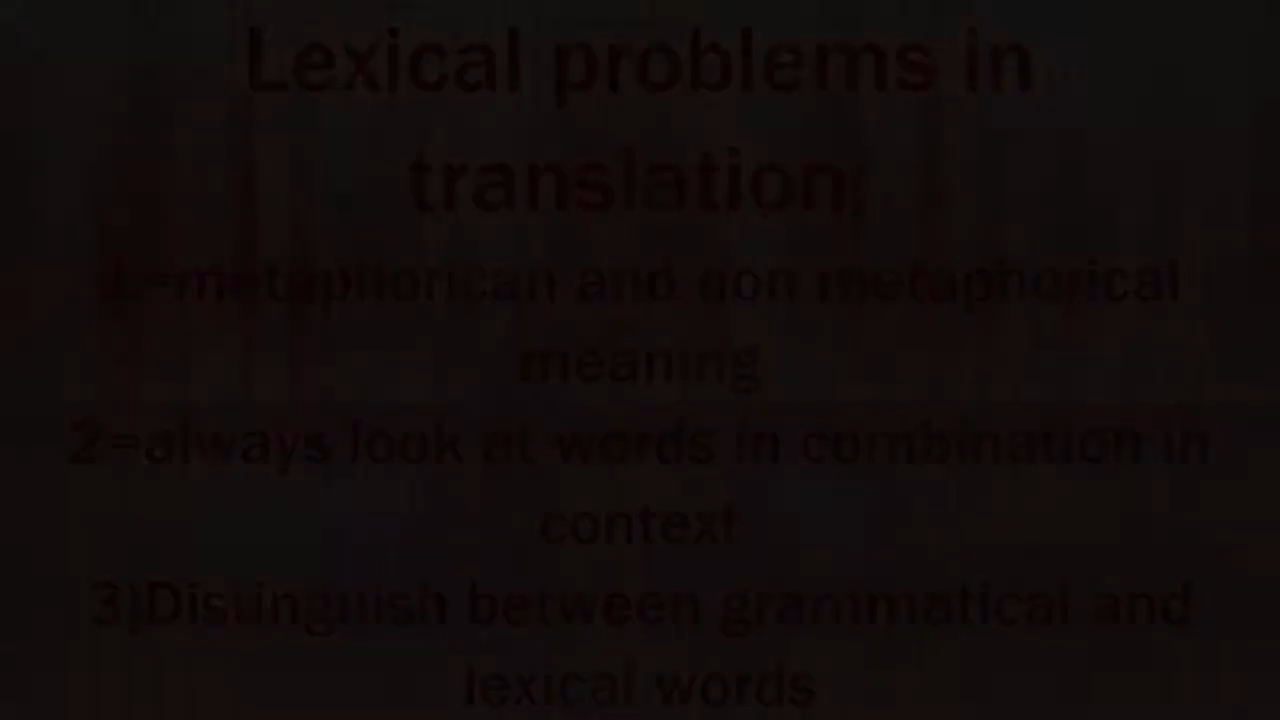 Lexical problems in
translation
1=metaphorican and non metaphorical
meaning
2=always look at words in combination in
context
3)Distinguish between grammatical and
lexical words